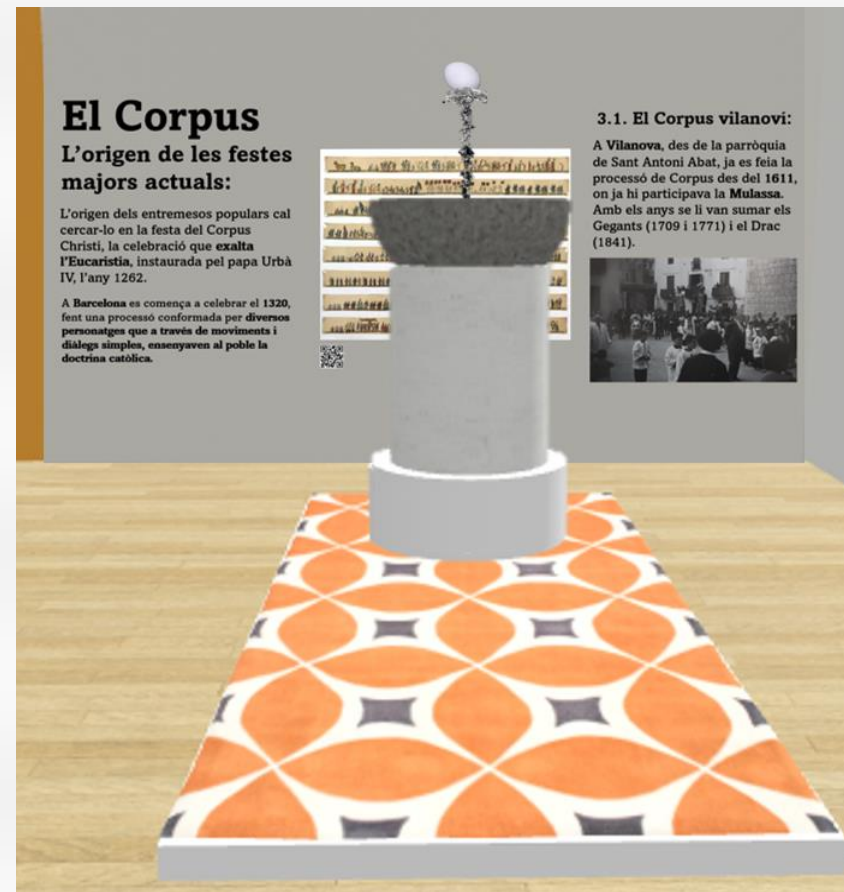 El Corpus
L'origen de les festes
majors actuals:
L'origen dels entremesos populars cal
cercar-lo en la festa del Corpus
Christi, la celebració que exalta
l'Eucaristia, instaurada pel papa Urbà
IV, l'any 1262.
A Barcelona es comença a celebrar el 1320,
fent una processó conformada per diversos
personatges que a través de moviments i
diàlegs simples, ensenyaven al poble la
doctrina catòlica.
3.1. El Corpus vilanoví:
A Vilanova, des de la parròquia
de Sant Antoni Abat, ja es feia la
processó de Corpus des del 1611,
on ja hi participava la Mulassa.
Amb els anys se li van sumar els
Gegants (1709 i 1771) i el Drac
(1841).